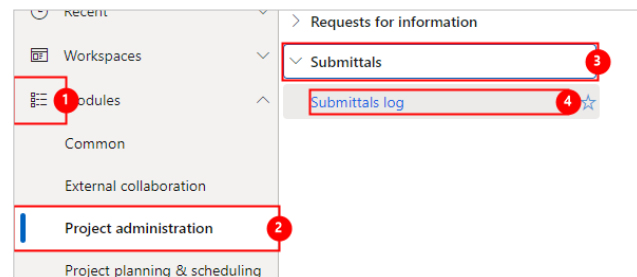 Recent
Workspaces
1
Modules
Common
External collaboration
Project administration
2
Project planning & scheduling
Requests for information
Submittals
3
Submittals log
4